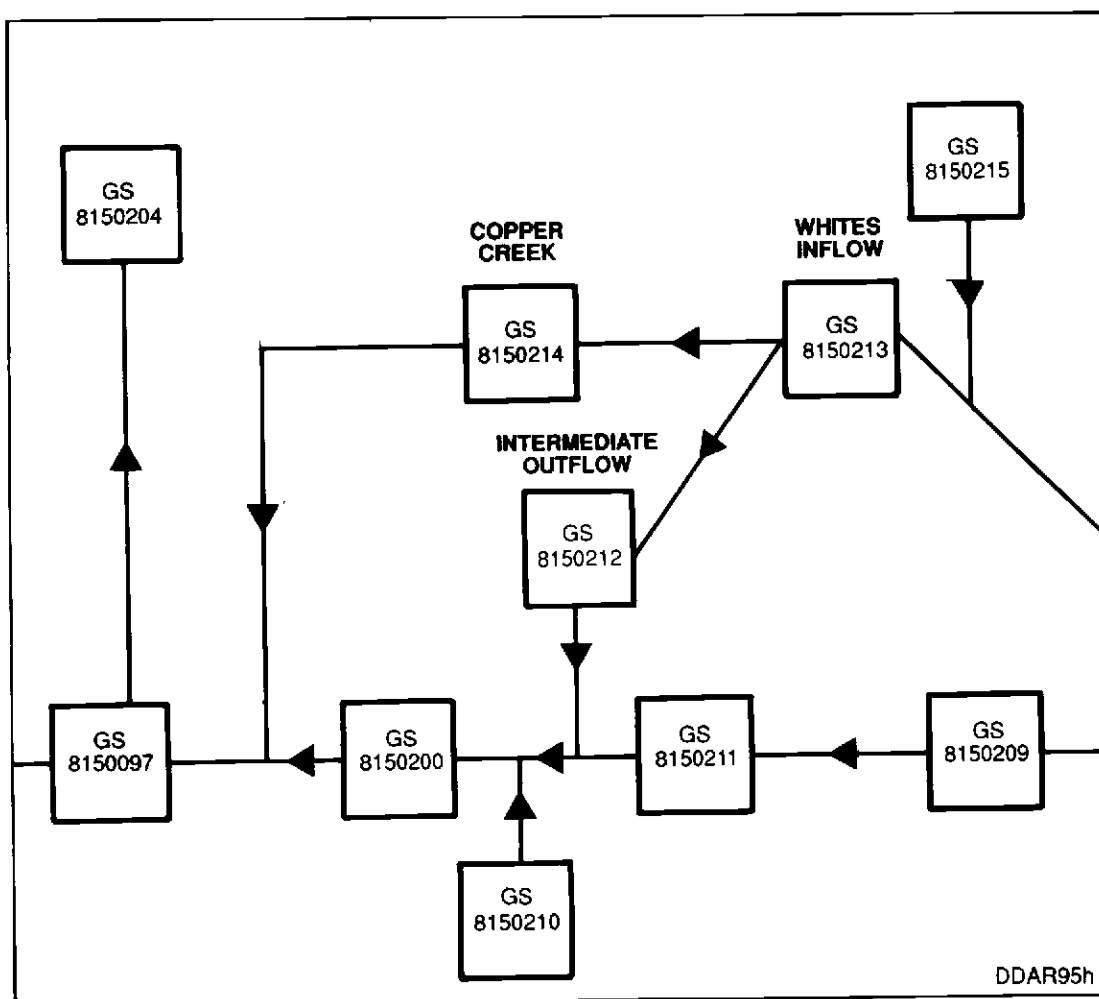 GS
8150215
GS
8150204
COPPER
CREEK
WHITES
INFLOW
GS
8150214
GS
8150213
INTERMEDIATE
OUTFLOW
GS
8150212
GS
8150097
GS
8150200
GS
8150211
GS
8150209
GS
8150210
DDAR95h